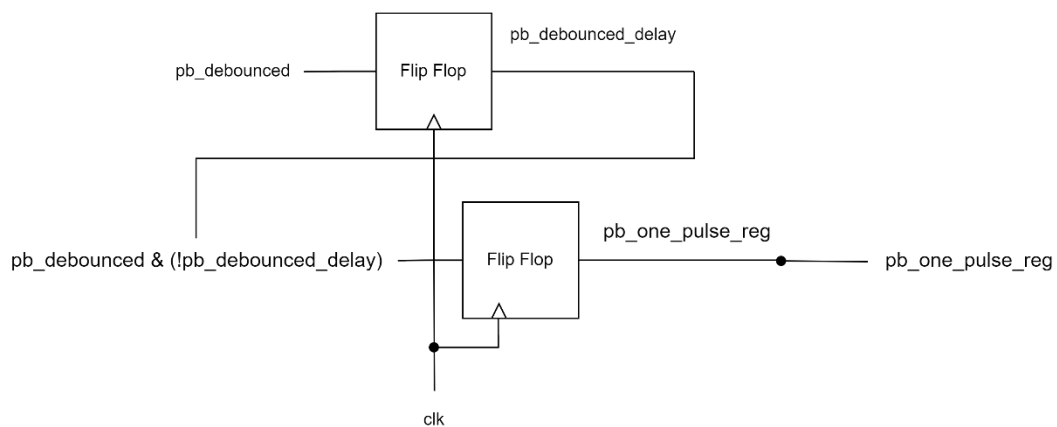 pb_debounced_delay
pb_debounced
Flip Flop
pb_debounced & (!pb_debounced_delay)
Flip Flop
pb_one_pulse_reg
pb_one_pulse_reg
clk